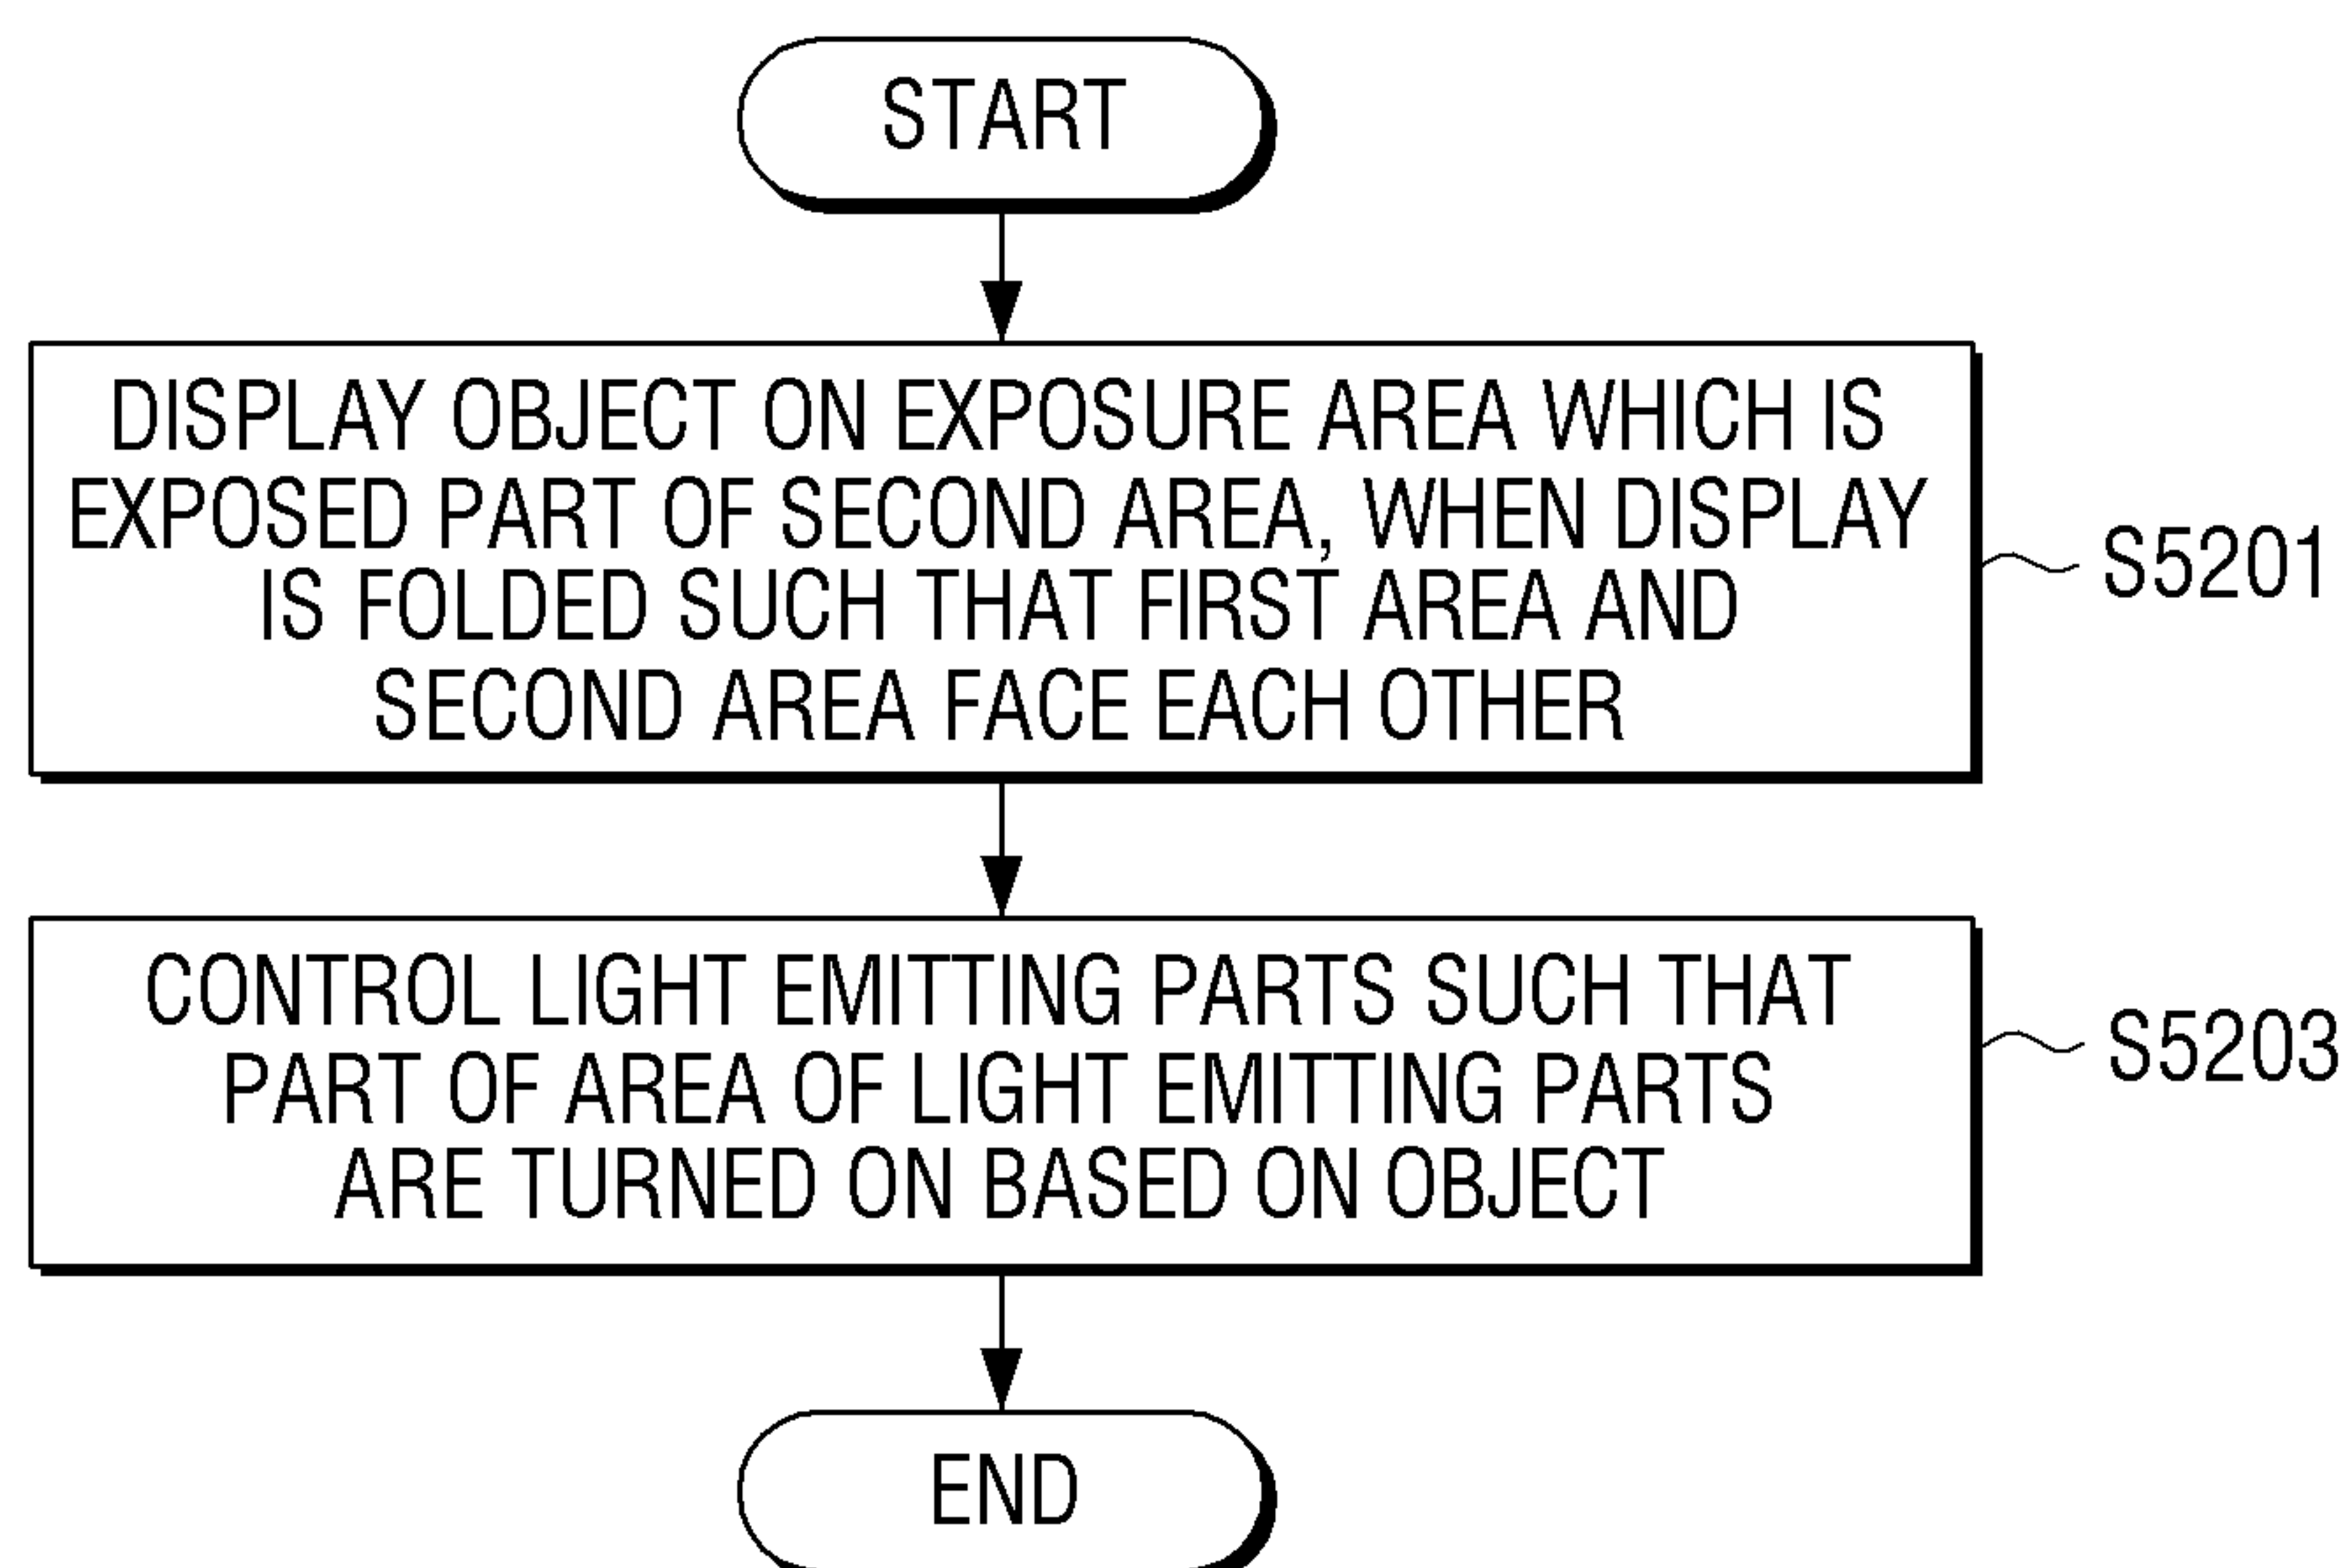 START
DISPLAY OBJECT ON EXPOSURE AREA WHICH IS
EXPOSED PART OF SECOND AREA, WHEN DISPLAY
IS FOLDED SUCH THAT FIRST AREA AND
SECOND AREA FACE EACH OTHER
S5201
CONTROL LIGHT EMITTING PARTS SUCH THAT
PART OF AREA OF LIGHT EMITTING PARTS
ARE TURNED ON BASED ON OBJECT
S5203
END